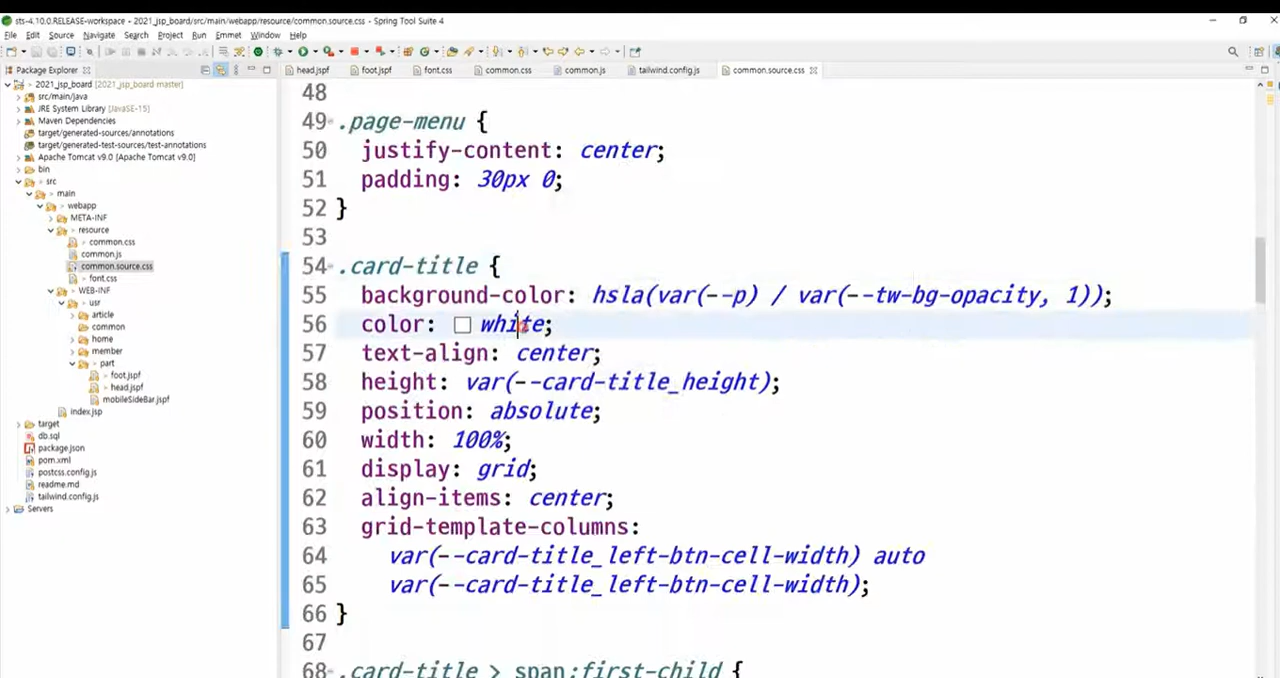 sts-4.10.0.RELEASE-workspace - 2021_jsp_board/src/main/webapp/resource/common.source.css - Spring Tool Suite 4
File Edit Source Navigate Search Project Run Emmet Window Help
Package Explorer
head.jspf foot.jspf font.css common.css common.js tailwind.config.js common.source.css
2021_jsp_board [2021_jsp_board master]
src/main/java
JRE System Library [JavaSE-15]
Maven Dependencies
target/generated-sources/annotations
target/generated-test-sources/test-annotations
Apache Tomcat v9.0 [Apache Tomcat v9.0]
bin
src
main
webapp
META-INF
resource
common.css
common.js
common.source.css
font.css
WEB-INF
usr
article
common
home
member
part
foot.jspf
head.jspf
mobileSideBar.jspf
index.jsp
target
db.sql
package.json
pom.xml
postcss.config.js
readme.md
tailwind.config.js
Servers
48
49 .page-menu {
50 justify-content: center;
51 padding: 30px 0;
52 }
53
54 .card-title {
55 background-color: hsla(var(--p) / var(--tw-bg-opacity, 1));
56 color: white;
57 text-align: center;
58 height: var(--card-title_height);
59 position: absolute;
60 width: 100%;
61 display: grid;
62 align-items: center;
63 grid-template-columns:
64 var(--card-title_left-btn-cell-width) auto
65 var(--card-title_left-btn-cell-width);
66 }
67
68 .card-title > span:first-child {